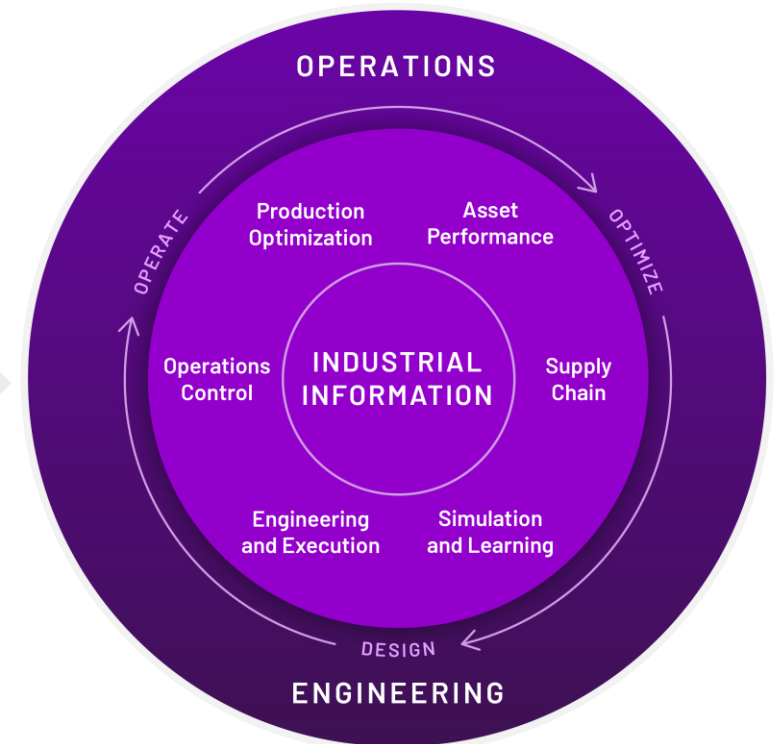 OPERATIONS
OPERATE
OPTIMIZE
Production
Optimization
Asset
Performance
Operations
Control
INDUSTRIAL
INFORMATION
Supply
Chain
Engineering
and Execution
Simulation
and Learning
DESIGN
ENGINEERING